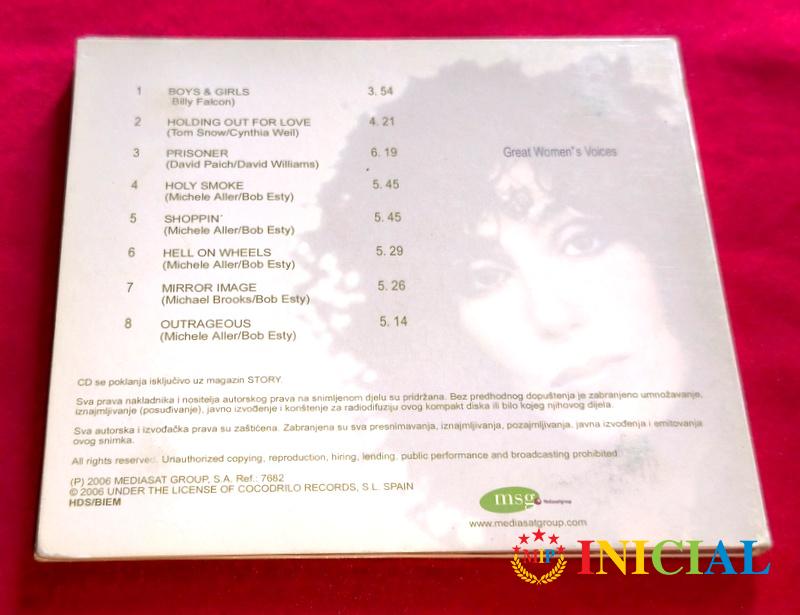 1 BOYS & GIRLS 3. 54
Billy Falcon)
2 HOLDING OUT FOR LOVE 4. 21
(Tom Snow/Cynthia Weil)
3 PRISONER 6. 19
(David Paich/David Williams)
4 HOLY SMOKE 5. 45
(Michele Aller/Bob Esty)
5 SHOPPIN' 5. 45
(Michele Aller/Bob Esty)
6 HELL ON WHEELS 5. 29
(Michele Aller/Bob Esty)
7 MIRROR IMAGE 5. 26
(Michael Brooks/Bob Esty)
8 OUTRAGEOUS 5. 14
(Michele Aller/Bob Esty)
Great Women"s Voices
CD se poklanja isključivo uz magazin STORY.
Sva prava nakladnika i nositelja autorskog prava na snimljenom djelu su pridržana. Bez predhodnog dopuštenja je zabranjeno umnožavanje,
iznajmljivanje (posuđivanje), javno izvođenje i konštenje za radiodifuziju ovog kompakt diska ili bilo kojeg njihovog dijela.
Sva autorska i izvođačka prava su zaštićena. Zabranjena su sva presnimavanja, iznajmljivanja, pozajmljivanja, javna izvođenja i emitovanja
ovog snimka.
All rights reserved. Unauthorized copying, reproduction, hiring, lending, public performance and broadcasting prohibited.
(P) 2006 MEDIASAT GROUP, S.A. Ref.: 7682
© 2006 UNDER THE LICENSE OF COCODRILO RECORDS, S.L. SPAIN
HDS/BIEM
msg Mediasatgroup
www.mediasatgroup.com
MIP INICIAL